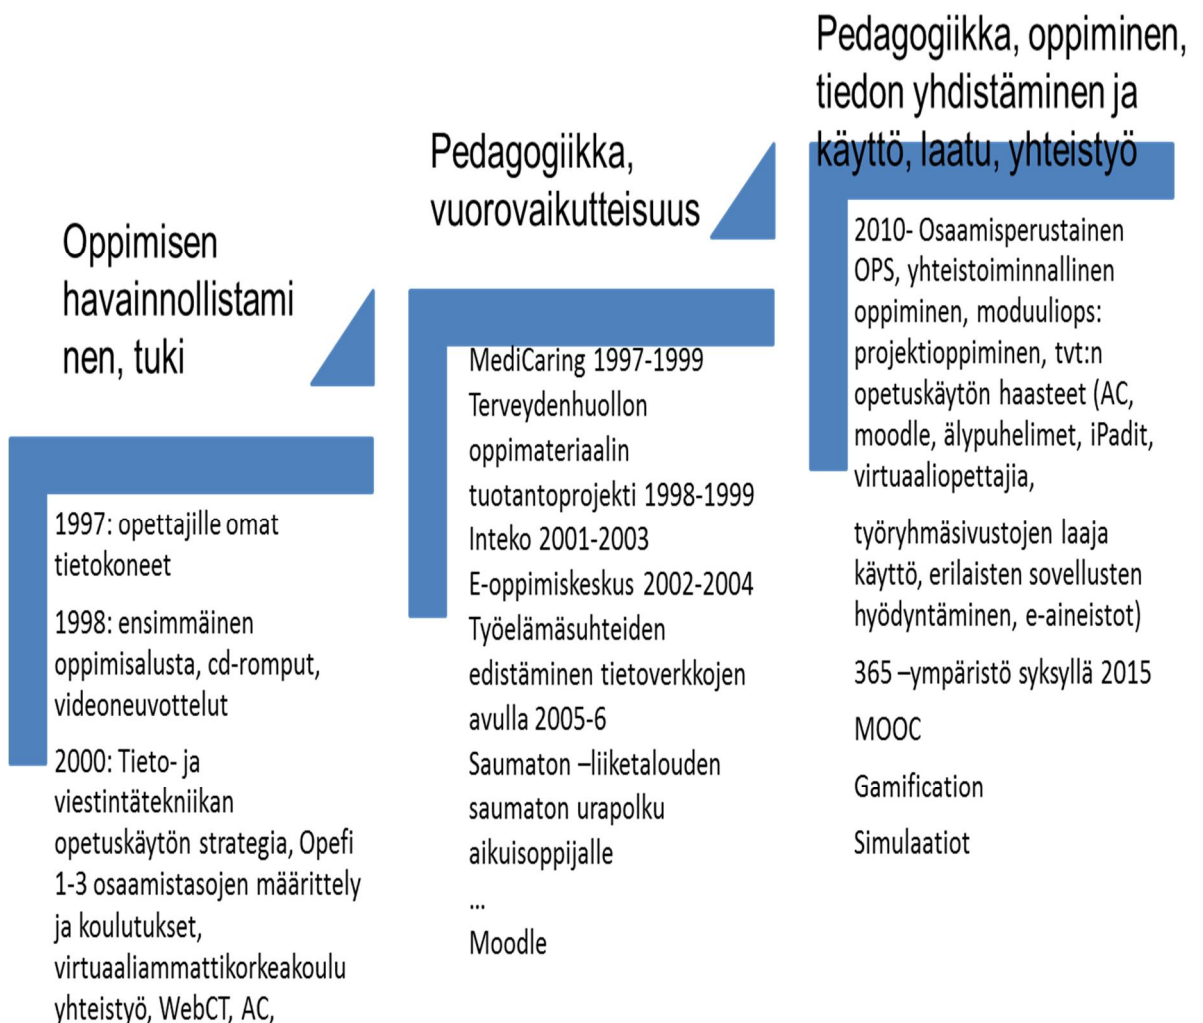 Oppimisen
havainnollistami
nen, tuki
1997: opettajille omat
tietokoneet
1998: ensimmäinen
oppimisalusta, cd-romput,
videoneuvottelut
2000: Tieto- ja
viestintätekniikan
opetuskäytön strategia, Opefi
1-3 osaamistasojen määrittely
ja koulutukset,
virtuaaliammattikorkeakoulu
yhteistyö, WebCT, AC,
Pedagogiikka,
vuorovaikutteisuus
MediCaring 1997-1999
Terveydenhuollon
oppimateriaalin
tuotantoprojekti 1998-1999
Inteko 2001-2003
E-oppimiskeskus 2002-2004
Työelämäsuhteiden
edistäminen tietoverkkojen
avulla 2005-6
Saumaton –liiketalouden
saumaton urapolku
aikuisoppijalle
...
Moodle
Pedagogiikka, oppiminen,
tiedon yhdistäminen ja
käyttö, laatu, yhteistyö
2010- Osaamisperustainen
OPS, yhteistoiminnallinen
oppiminen, moduuliops:
projektioppiminen, tvt:n
opetuskäytön haasteet (AC,
moodle, älypuhelimet, iPadit,
virtuaaliopettajia,
työryhmäsivustojen laaja
käyttö, erilaisten sovellusten
hyödyntäminen, e-aineistot)
365 –ympäristö syksyllä 2015
MOOC
Gamification
Simulaatiot